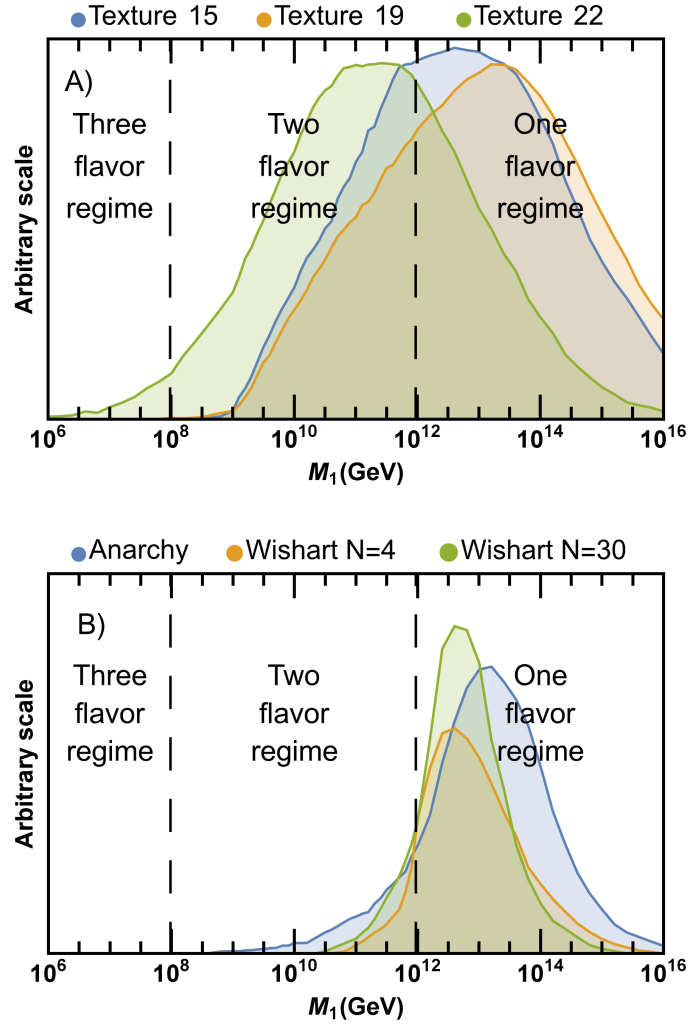 Texture 15 Texture 19 Texture 22
A)
Three flavor regime
Two flavor regime
One flavor regime
Arbitrary scale
10^6 10^8 10^10 10^12 10^14 10^16
M_1(GeV)
Anarchy Wishart N=4 Wishart N=30
B)
Three flavor regime
Two flavor regime
One flavor regime
Arbitrary scale
10^6 10^8 10^10 10^12 10^14 10^16
M_1(GeV)